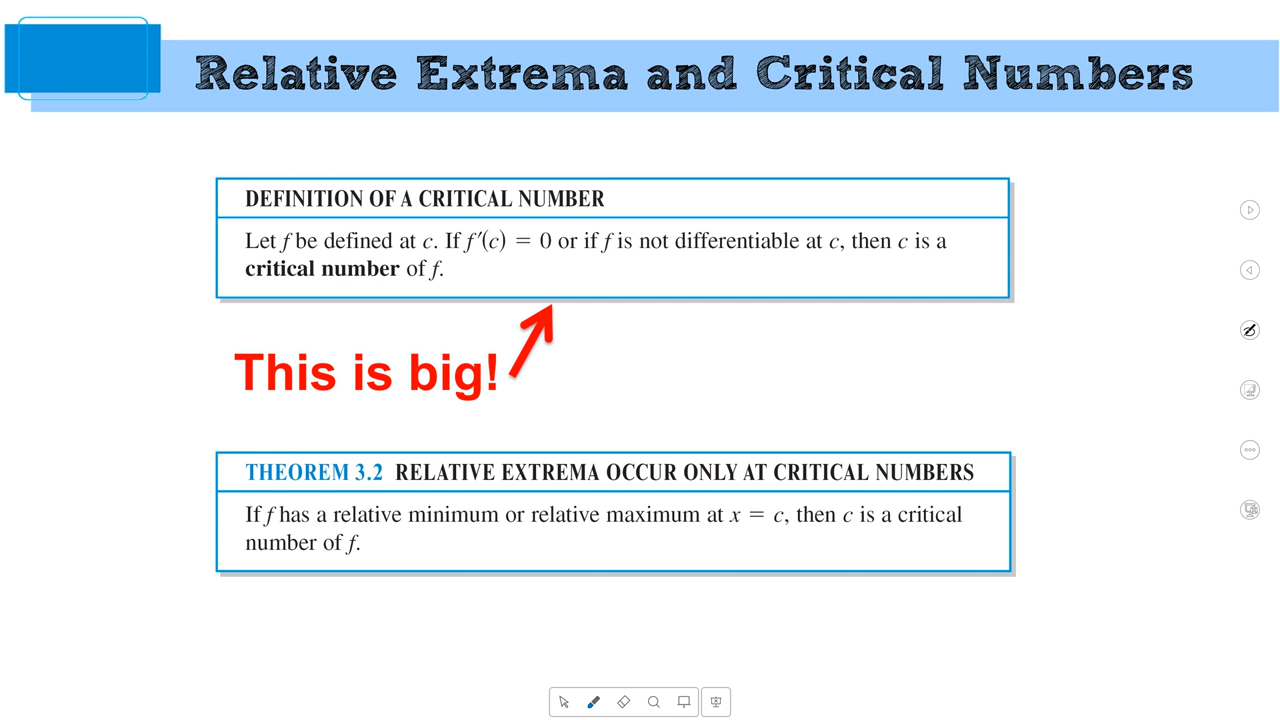 Relative Extrema and Critical Numbers
DEFINITION OF A CRITICAL NUMBER
Let f be defined at c. If f′(c) = 0 or if f is not differentiable at c, then c is a
critical number of f.
This is big!
THEOREM 3.2 RELATIVE EXTREMA OCCUR ONLY AT CRITICAL NUMBERS
If f has a relative minimum or relative maximum at x = c, then c is a critical
number of f.